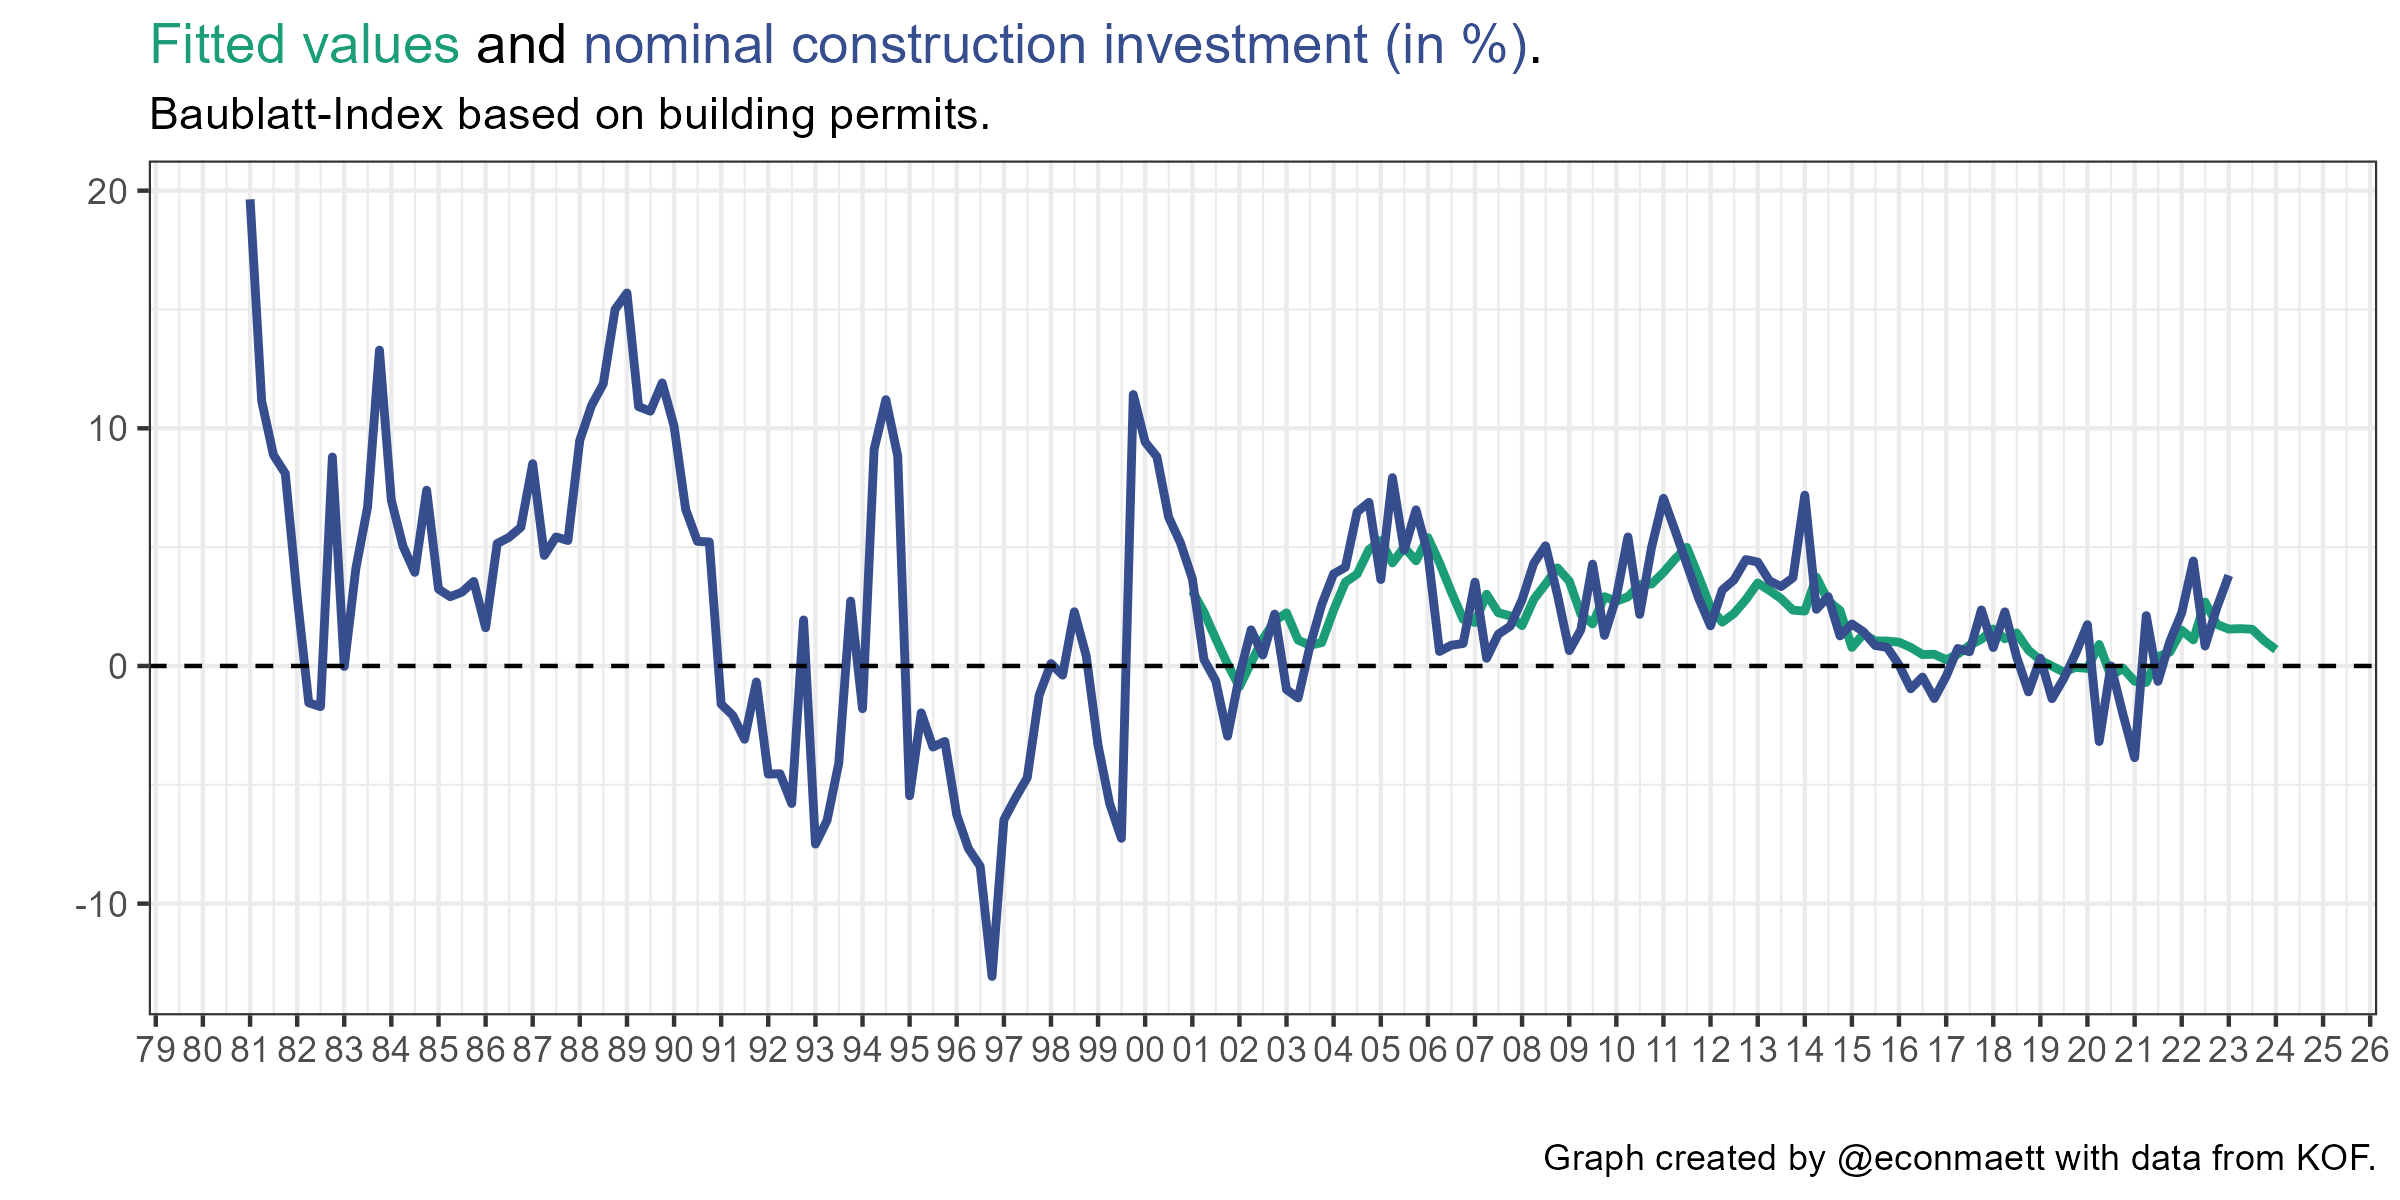 Fitted values and nominal construction investment (in %).
Baublatt-Index based on building permits.
20
10
0
-10
79 80 81 82 83 84 85 86 87 88 89 90 91 92 93 94 95 96 97 98 99 00 01 02 03 04 05 06 07 08 09 10 11 12 13 14 15 16 17 18 19 20 21 22 23 24 25 26
Graph created by @econmaett with data from KOF.